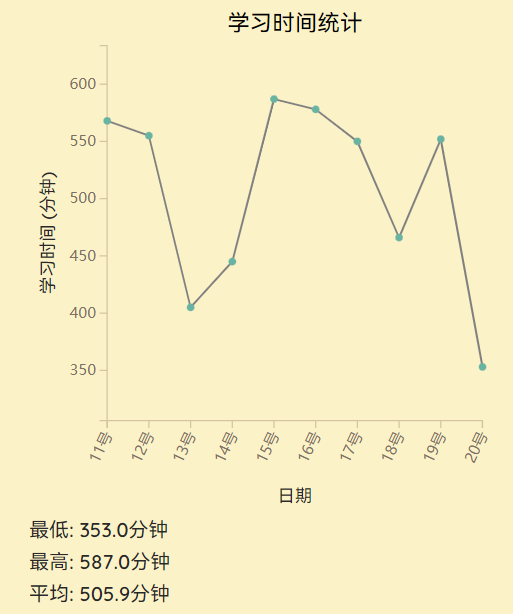 学习时间统计
学习时间 (分钟)
600
550
500
450
400
350
11号
12号
13号
14号
15号
16号
17号
18号
19号
20号
日期
最低: 353.0分钟
最高: 587.0分钟
平均: 505.9分钟